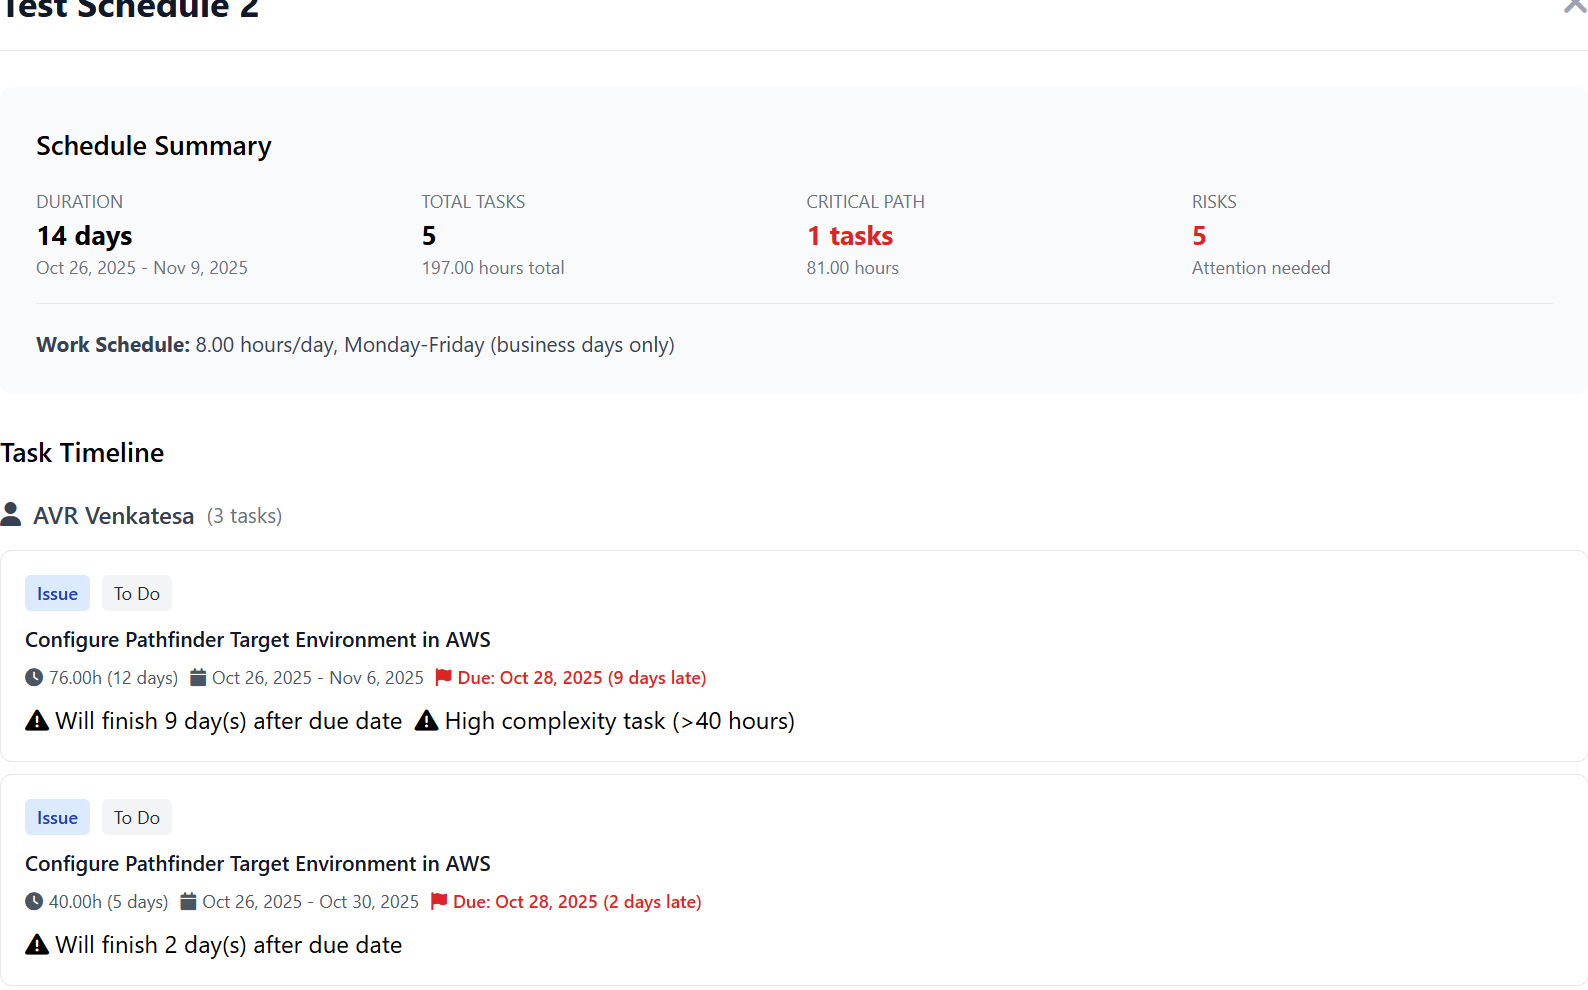 Test Schedule 2
Schedule Summary
DURATION
14 days
Oct 26, 2025 - Nov 9, 2025
TOTAL TASKS
5
197.00 hours total
CRITICAL PATH
1 tasks
81.00 hours
RISKS
5
Attention needed
Work Schedule: 8.00 hours/day, Monday-Friday (business days only)
Task Timeline
AVR Venkatesa (3 tasks)
Issue To Do
Configure Pathfinder Target Environment in AWS
76.00h (12 days) Oct 26, 2025 - Nov 6, 2025 Due: Oct 28, 2025 (9 days late)
Will finish 9 day(s) after due date High complexity task (>40 hours)
Issue To Do
Configure Pathfinder Target Environment in AWS
40.00h (5 days) Oct 26, 2025 - Oct 30, 2025 Due: Oct 28, 2025 (2 days late)
Will finish 2 day(s) after due date